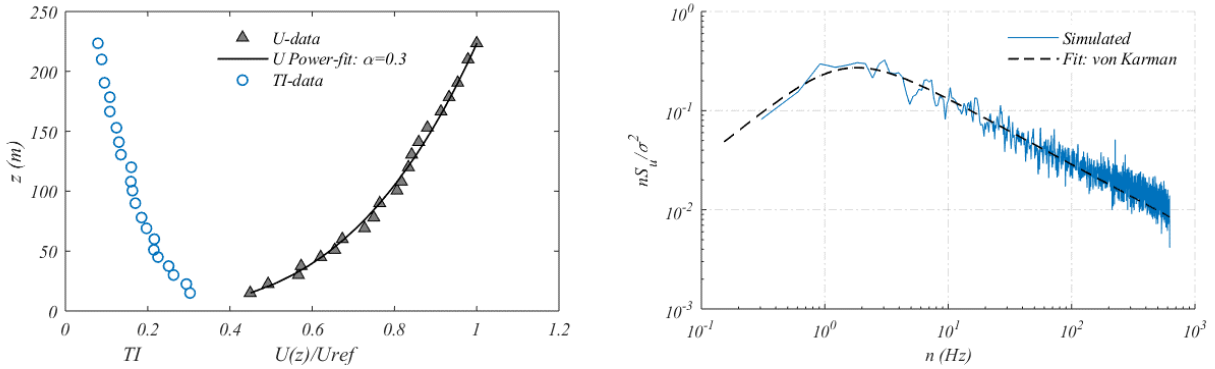 250
200
150
100
50
0
z (m)
U-data
U Power-fit: α=0.3
TI-data
0 0.2 0.4 0.6 0.8 1 1.2
TI U(z)/Uref
10^0
10^-1
10^-2
10^-3
nS_u/σ^2
Simulated
Fit: von Karman
10^-1 10^0 10^1 10^2 10^3
n (Hz)